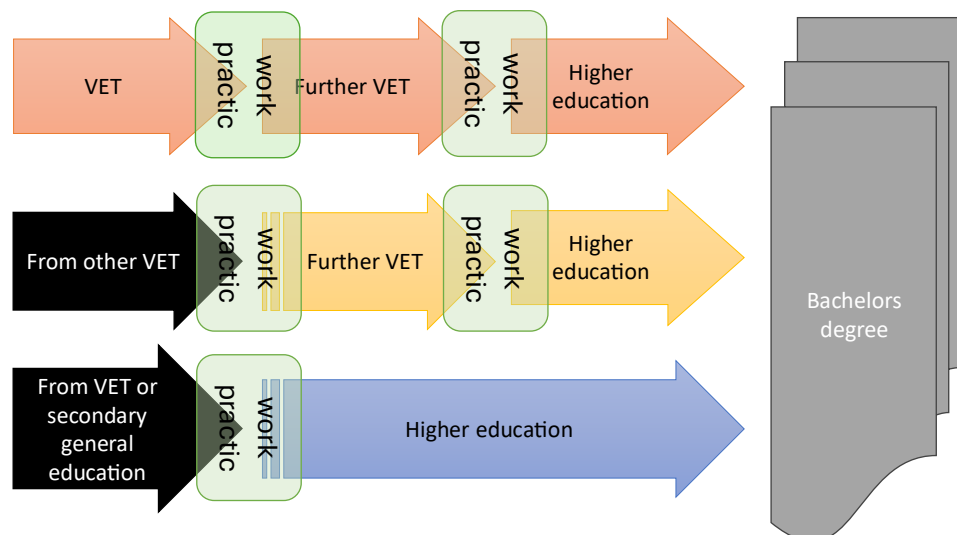 VET
practic
work
Further VET
practic
work
Higher
education
From other VET
practic
work
Further VET
practic
work
Higher
education
From VET or
secondary
general
education
practic
work
Higher education
Bachelors
degree